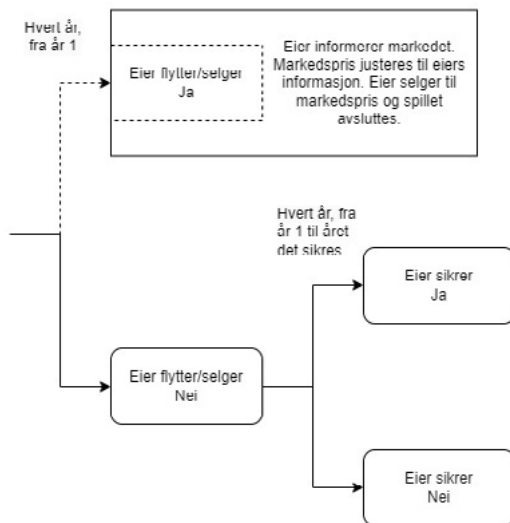 Hvert år,
fra år 1
Eier flytter/selger
Ja
Eier informerer markedet.
Markedspris justeres til eiers
informasjon. Eier selger til
markedspris og spillet
avsluttes.
Hvert år, fra
år 1 til året
det sikres
Eier sikrer
Ja
Eier flytter/selger
Nei
Eier sikrer
Nei